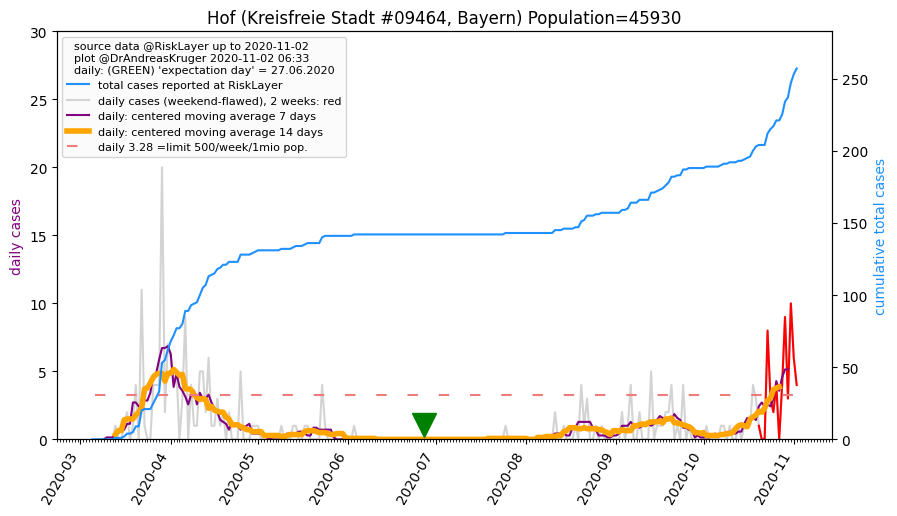 Hof (Kreisfreie Stadt #09464, Bayern) Population=45930
source data @RiskLayer up to 2020-11-02
plot @DrAndreasKruger 2020-11-02 06:33
daily: (GREEN) 'expectation day' = 27.06.2020
total cases reported at RiskLayer
daily cases (weekend-flawed), 2 weeks: red
daily: centered moving average 7 days
daily: centered moving average 14 days
daily 3.28 =limit 500/week/1mio pop.
daily cases
30
25
20
15
10
5
0
cumulative total cases
250
200
150
100
50
0
2020-03
2020-04
2020-05
2020-06
2020-07
2020-08
2020-09
2020-10
2020-11